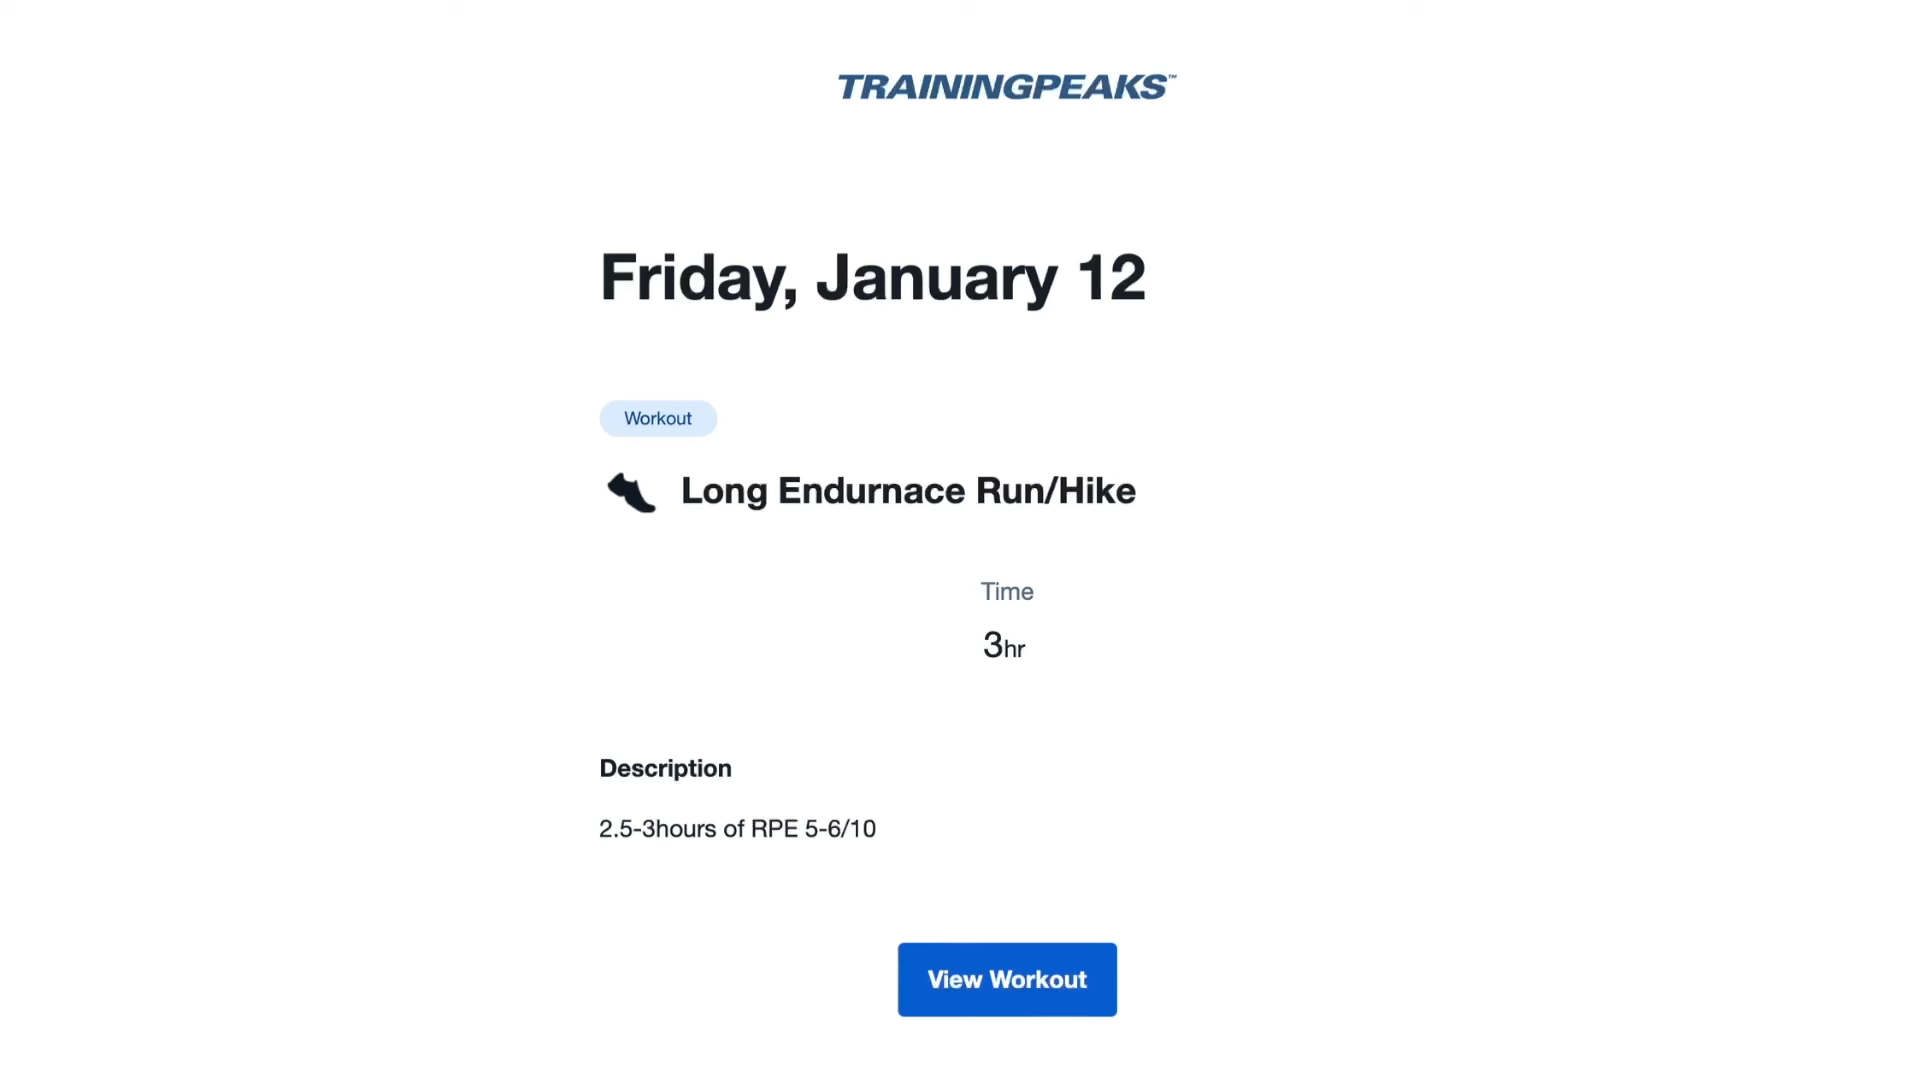 TRAININGPEAKS™
Friday, January 12
Workout
Long Endurnace Run/Hike
Time
3hr
Description
2.5-3hours of RPE 5-6/10
View Workout